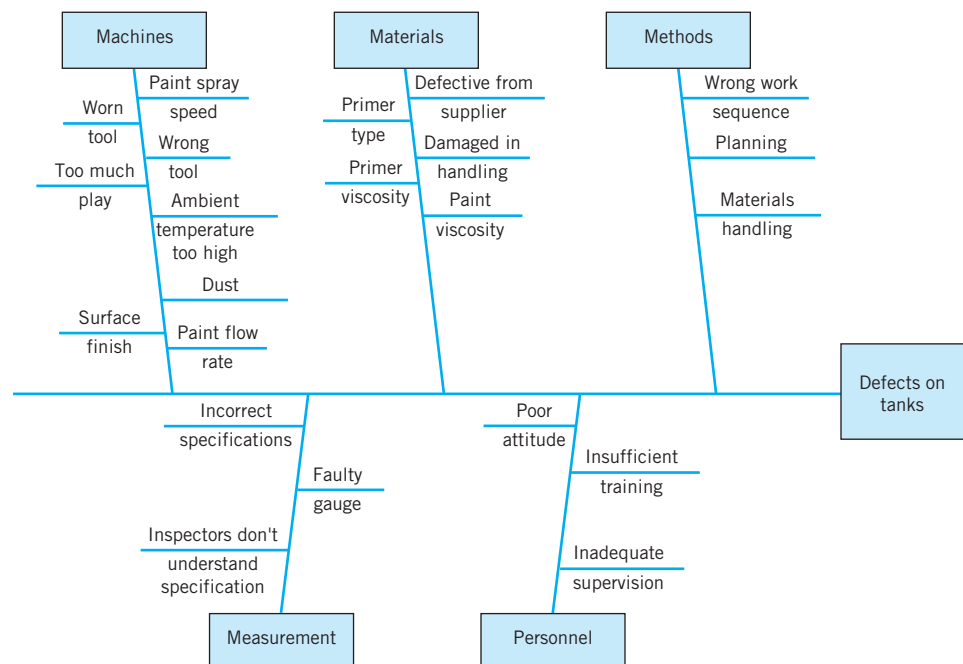 Machines
Materials
Methods
Paint spray
speed
Worn
tool
Wrong
tool
Too much
play
Ambient
temperature
too high
Dust
Surface
finish
Paint flow
rate
Defective from
supplier
Primer
type
Damaged in
handling
Primer
viscosity
Paint
viscosity
Wrong work
sequence
Planning
Materials
handling
Defects on
tanks
Incorrect
specifications
Faulty
gauge
Inspectors don't
understand
specification
Poor
attitude
Insufficient
training
Inadequate
supervision
Measurement
Personnel